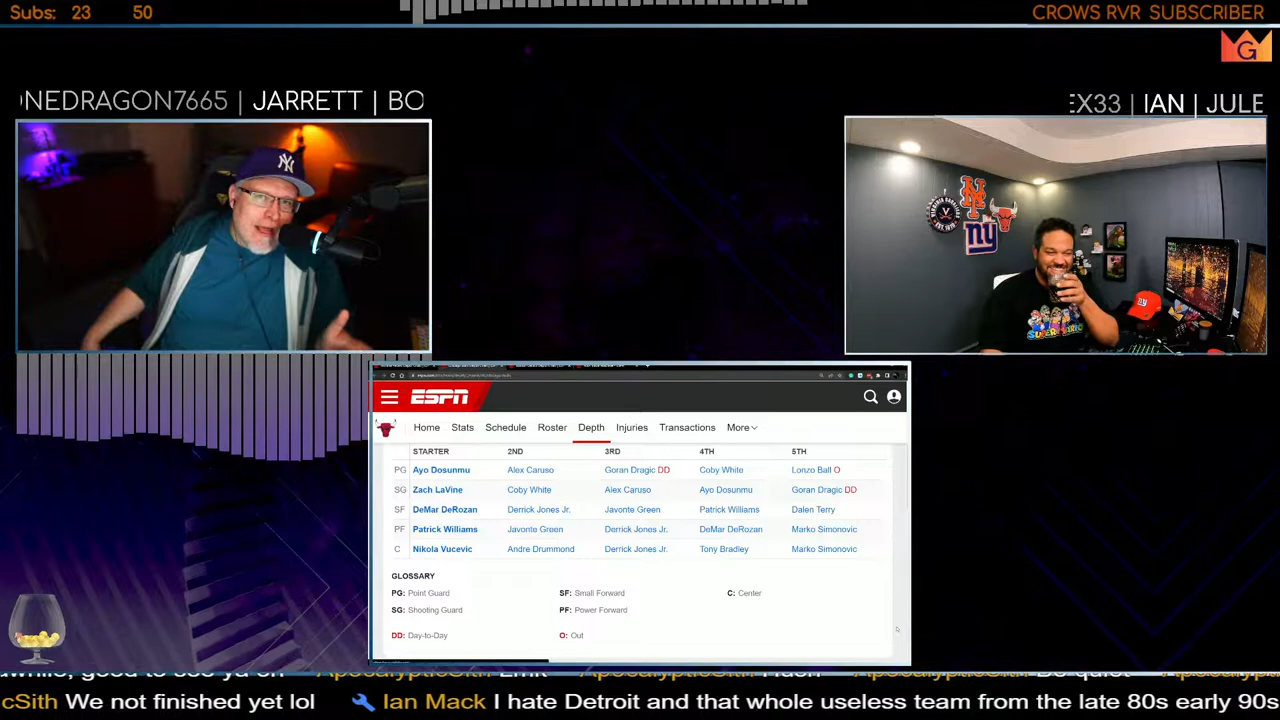 Subs: 23 50
CROWS RVR SUBSCRIBER
G
NEDRAGON7665 | JARRETT | BO
X33 | IAN | JULE
NY
NY
ny
SUPER MARIO
ESPN
Home Stats Schedule Roster Depth Injuries Transactions More
STARTER 2ND 3RD 4TH 5TH
PG Ayo Dosunmu Alex Caruso Goran Dragic DD Coby White Lonzo Ball O
SG Zach LaVine Coby White Alex Caruso Ayo Dosunmu Goran Dragic DD
SF DeMar DeRozan Derrick Jones Jr. Javonte Green Patrick Williams Dalen Terry
PF Patrick Williams Javonte Green Derrick Jones Jr. DeMar DeRozan Marko Simonovic
C Nikola Vucevic Andre Drummond Derrick Jones Jr. Tony Bradley Marko Simonovic
GLOSSARY
PG: Point Guard SF: Small Forward C: Center
SG: Shooting Guard PF: Power Forward
DD: Day-to-Day O: Out
cSith We not finished yet lol Ian Mack I hate Detroit and that whole useless team from the late 80s early 90s